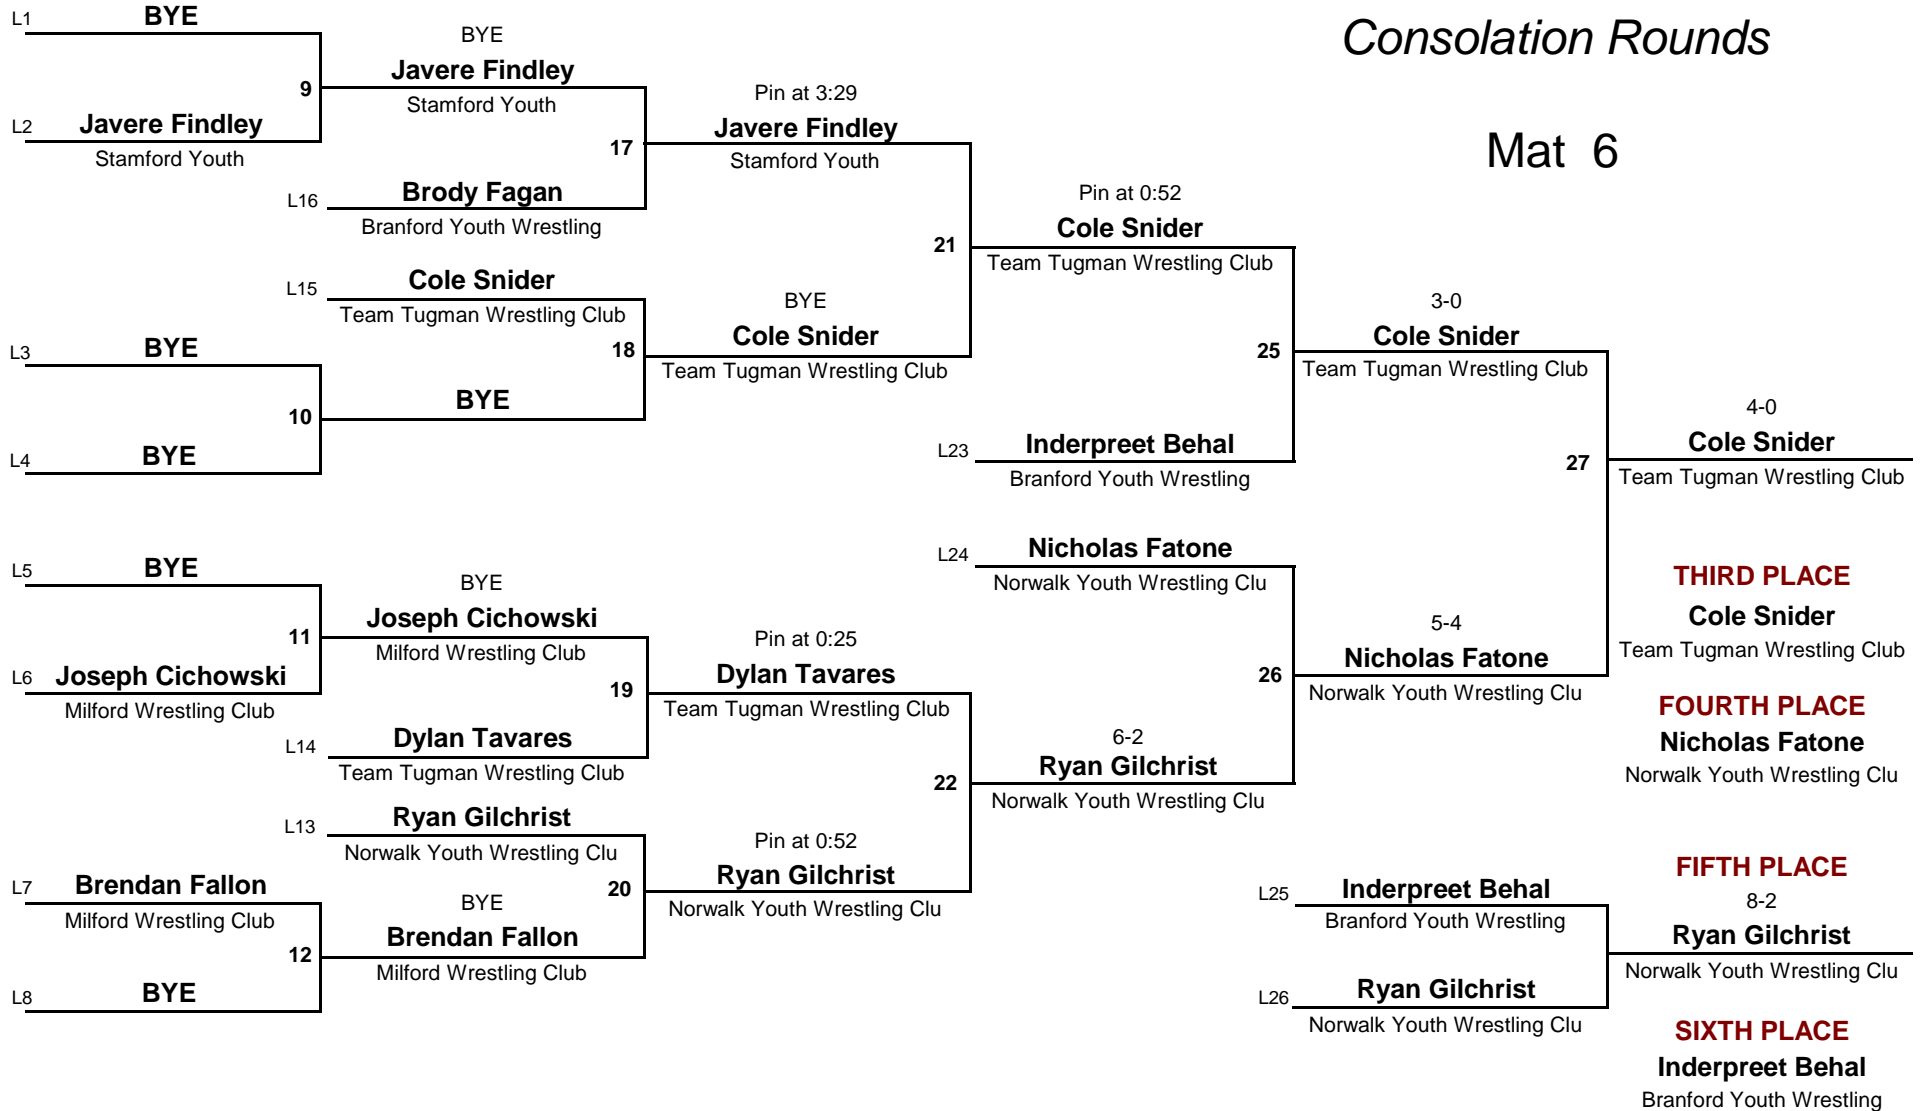 Consolation Rounds
Mat 6
L1
BYE
9
L2
Javere Findley
Stamford Youth
BYE
Javere Findley
Stamford Youth
17
L16
Brody Fagan
Branford Youth Wrestling
Pin at 3:29
Javere Findley
Stamford Youth
L15
Cole Snider
Team Tugman Wrestling Club
18
L3
BYE
10
L4
BYE
BYE
BYE
Cole Snider
Team Tugman Wrestling Club
21
Pin at 0:52
Cole Snider
Team Tugman Wrestling Club
25
L23
Inderpreet Behal
Branford Youth Wrestling
3-0
Cole Snider
Team Tugman Wrestling Club
27
4-0
Cole Snider
Team Tugman Wrestling Club
L5
BYE
11
L6
Joseph Cichowski
Milford Wrestling Club
BYE
Joseph Cichowski
Milford Wrestling Club
19
L14
Dylan Tavares
Team Tugman Wrestling Club
Pin at 0:25
Dylan Tavares
Team Tugman Wrestling Club
22
L13
Ryan Gilchrist
Norwalk Youth Wrestling Clu
20
L7
Brendan Fallon
Milford Wrestling Club
12
L8
BYE
BYE
Brendan Fallon
Milford Wrestling Club
Pin at 0:52
Ryan Gilchrist
Norwalk Youth Wrestling Clu
L24
Nicholas Fatone
Norwalk Youth Wrestling Clu
26
6-2
Ryan Gilchrist
Norwalk Youth Wrestling Clu
5-4
Nicholas Fatone
Norwalk Youth Wrestling Clu
THIRD PLACE
Cole Snider
Team Tugman Wrestling Club
FOURTH PLACE
Nicholas Fatone
Norwalk Youth Wrestling Clu
L25
Inderpreet Behal
Branford Youth Wrestling
L26
Ryan Gilchrist
Norwalk Youth Wrestling Clu
FIFTH PLACE
8-2
Ryan Gilchrist
Norwalk Youth Wrestling Clu
SIXTH PLACE
Inderpreet Behal
Branford Youth Wrestling